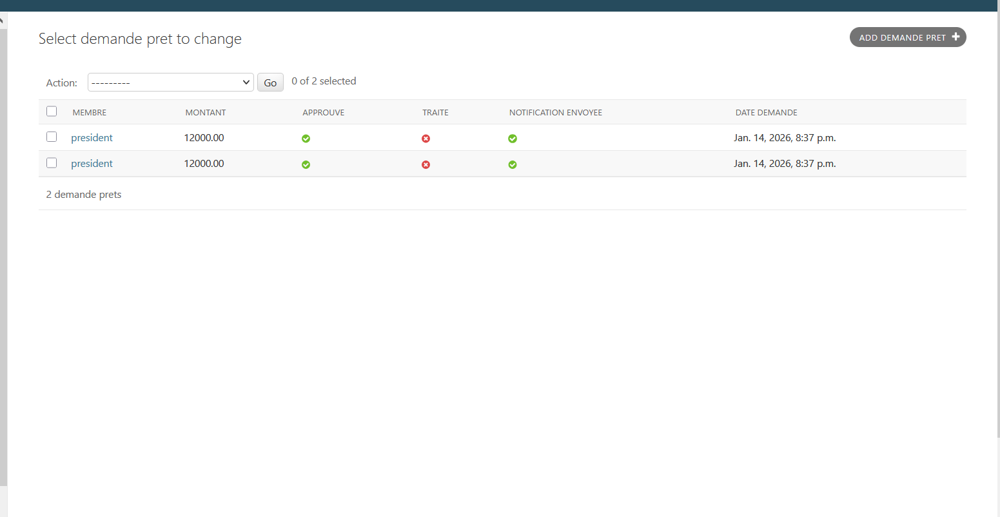 Select demande pret to change
ADD DEMANDE PRET
Action: --------- Go 0 of 2 selected
MEMBRE MONTANT APPROUVE TRAITE NOTIFICATION ENVOYEE DATE DEMANDE
president 12000.00 Jan. 14, 2026, 8:37 p.m.
president 12000.00 Jan. 14, 2026, 8:37 p.m.
2 demande prets